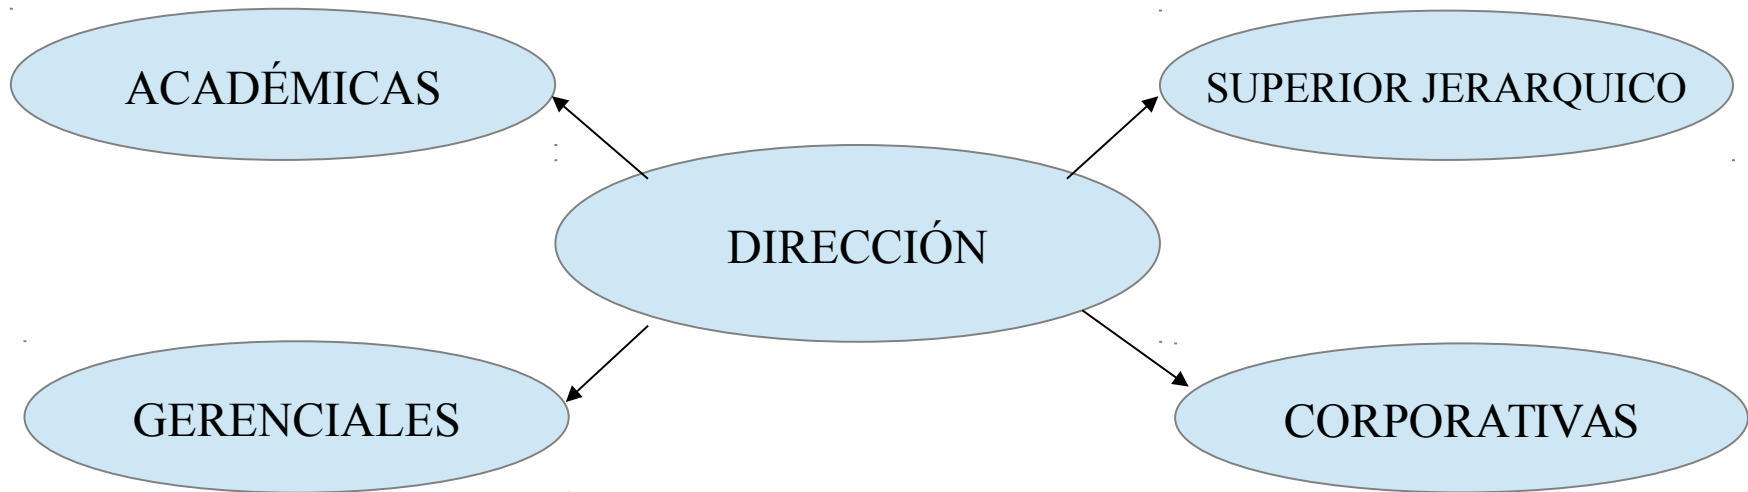 ACADÉMICAS
SUPERIOR JERARQUICO
DIRECCIÓN
GERENCIALES
CORPORATIVAS